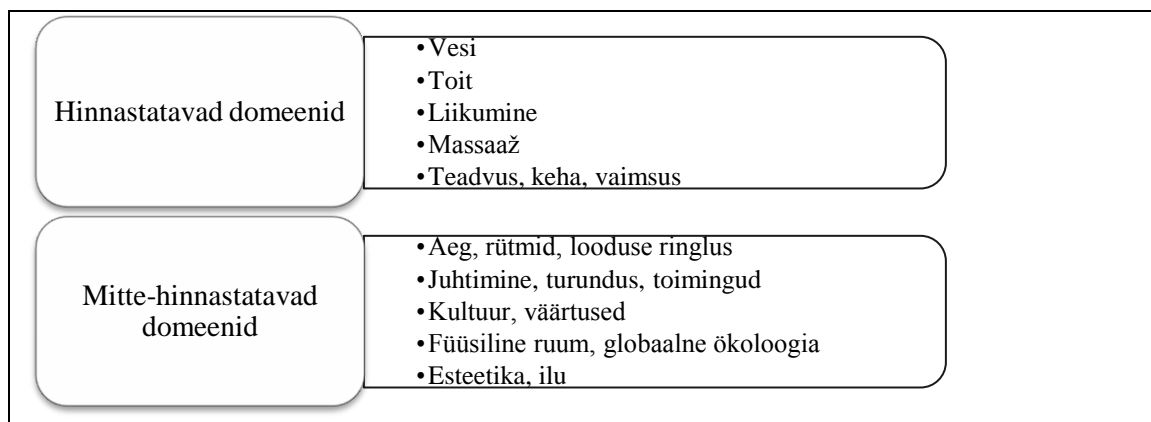 Hinnastatavad domeenid
•Vesi
•Toit
•Liikumine
•Massaaž
•Teadvus, keha, vaimsus
Mitte-hinnastatavad
domeenid
•Aeg, rütmid, looduse ringlus
•Juhtimine, turundus, toimingud
•Kultuur, väärtused
•Füüsiline ruum, globaalne ökoloogia
•Esteetika, ilu